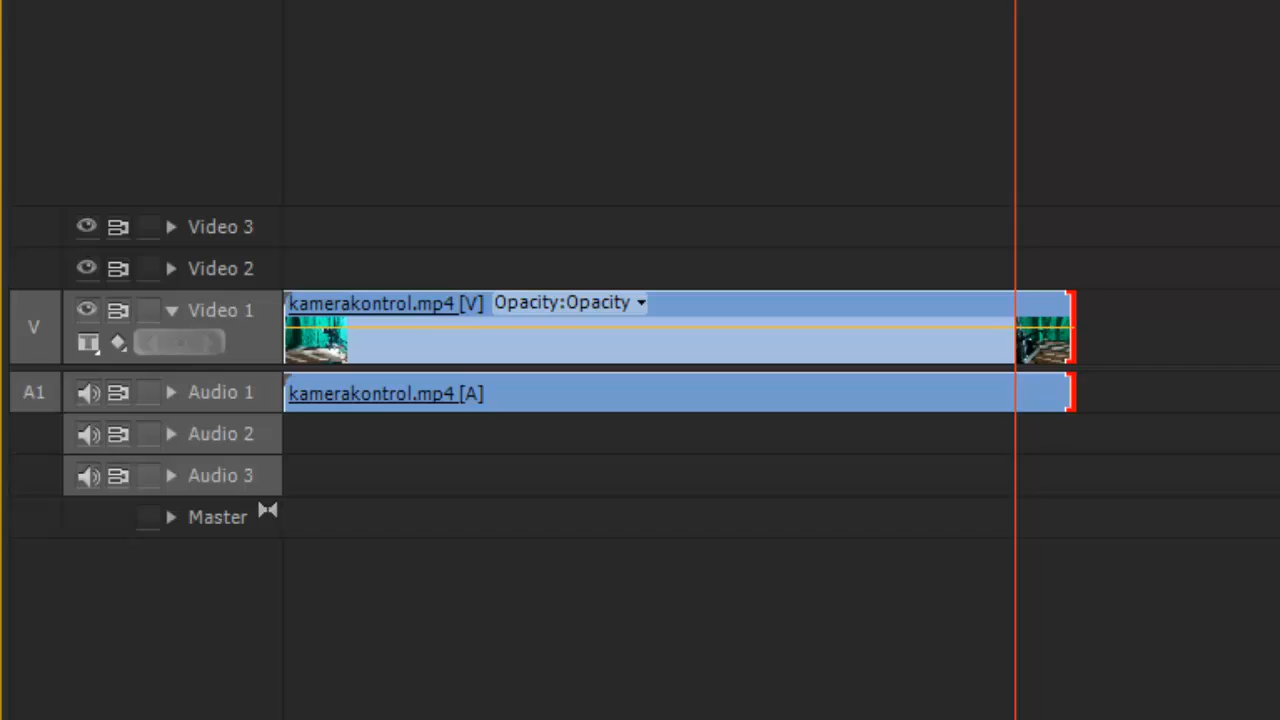 Video 3
Video 2
V Video 1 kamerakontrol.mp4 [V] Opacity:Opacity
A1 Audio 1 kamerakontrol.mp4 [A]
Audio 2
Audio 3
Master